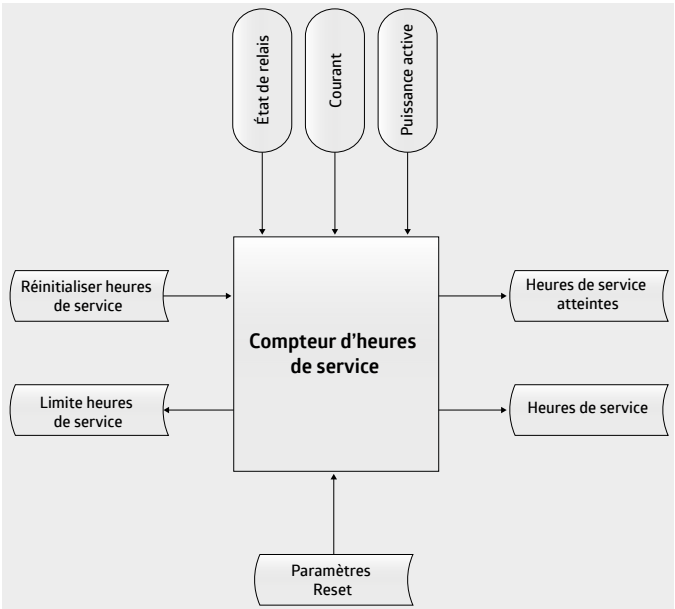 État de relais
Courant
Puissance active
Réinitialiser heures
de service
Heures de service
atteintes
Compteur d’heures
de service
Limite heures
de service
Heures de service
Paramètres
Reset